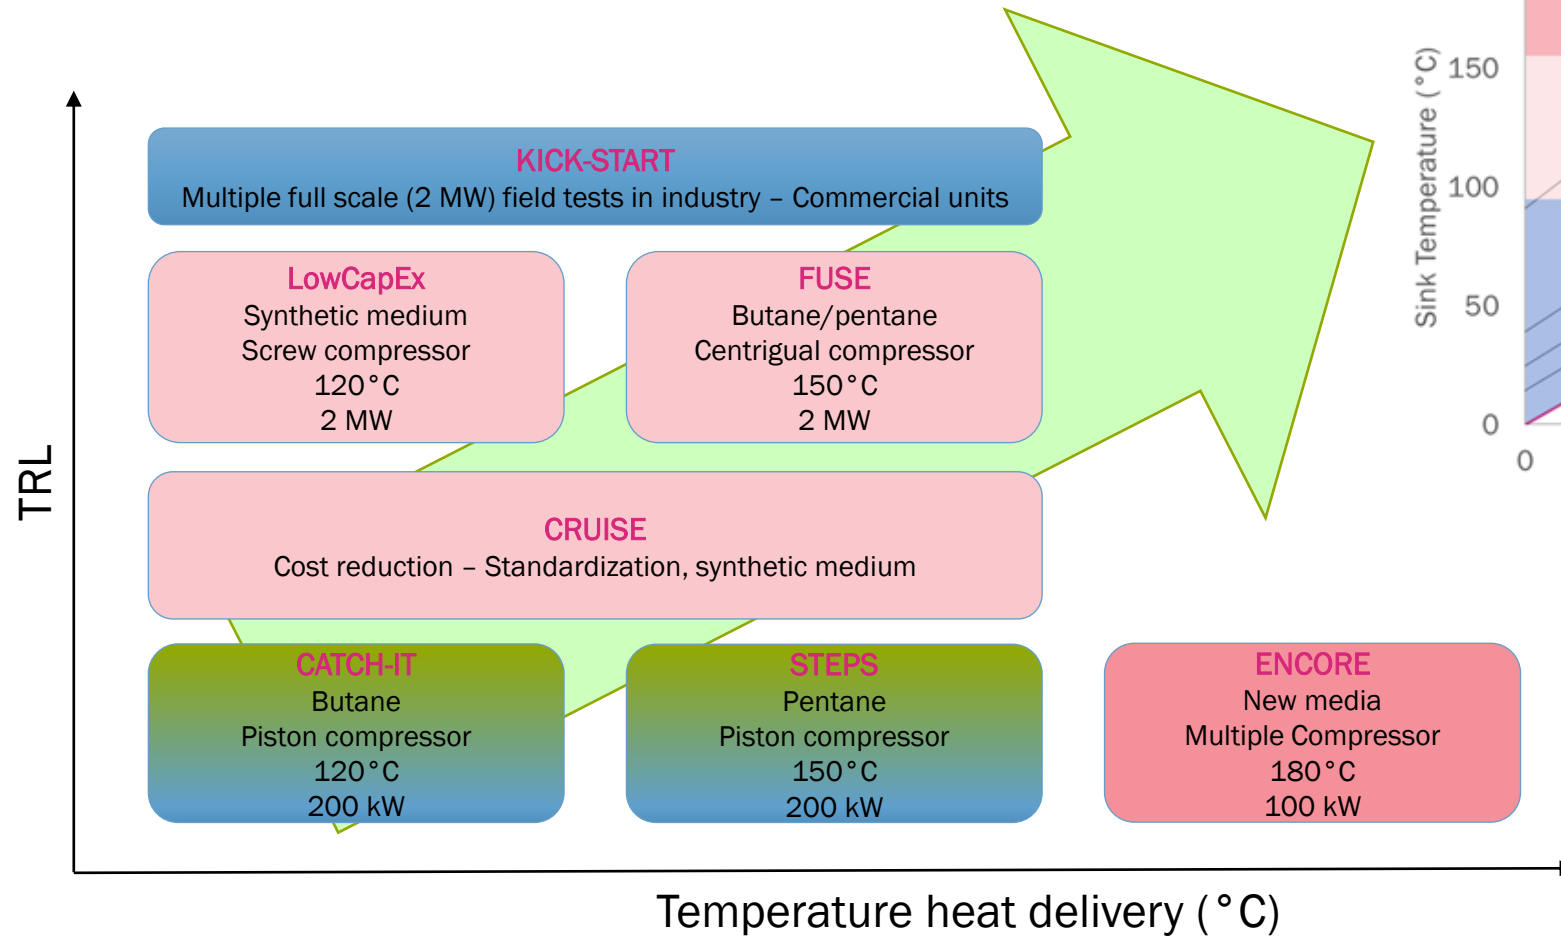 KICK-START
Multiple full scale (2 MW) field tests in industry – Commercial units
LowCapEx
Synthetic medium
Screw compressor
120°C
2 MW
FUSE
Butane/pentane
Centrigual compressor
150°C
2 MW
CRUISE
Cost reduction – Standardization, synthetic medium
CATCH-IT
Butane
Piston compressor
120°C
200 kW
STEPS
Pentane
Piston compressor
150°C
200 kW
ENCORE
New media
Multiple Compressor
180°C
100 kW
TRL
Temperature heat delivery (°C)
Sink Temperature (°C)
150
100
50
0
0